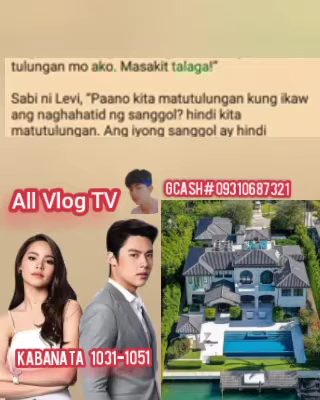 tulungan mo ako. Masakit talaga!"
Sabi ni Levi, "Paano kita matutulungan kung ikaw
ang naghahatid ng sanggol? hindi kita
matutulungan. Ang iyong sanggol ay hindi
All Vlog TV
GCASH#09310687321
KABANATA 1031-1051